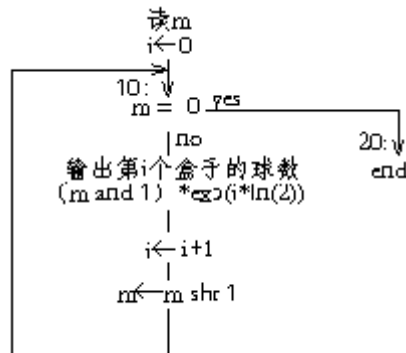 读m
i←0
10:
m = 0 yes
no
20:
end
输出第i个盒子的球数
(m and 1) *exp(i*ln(2))
i←i+1
m←m shr 1